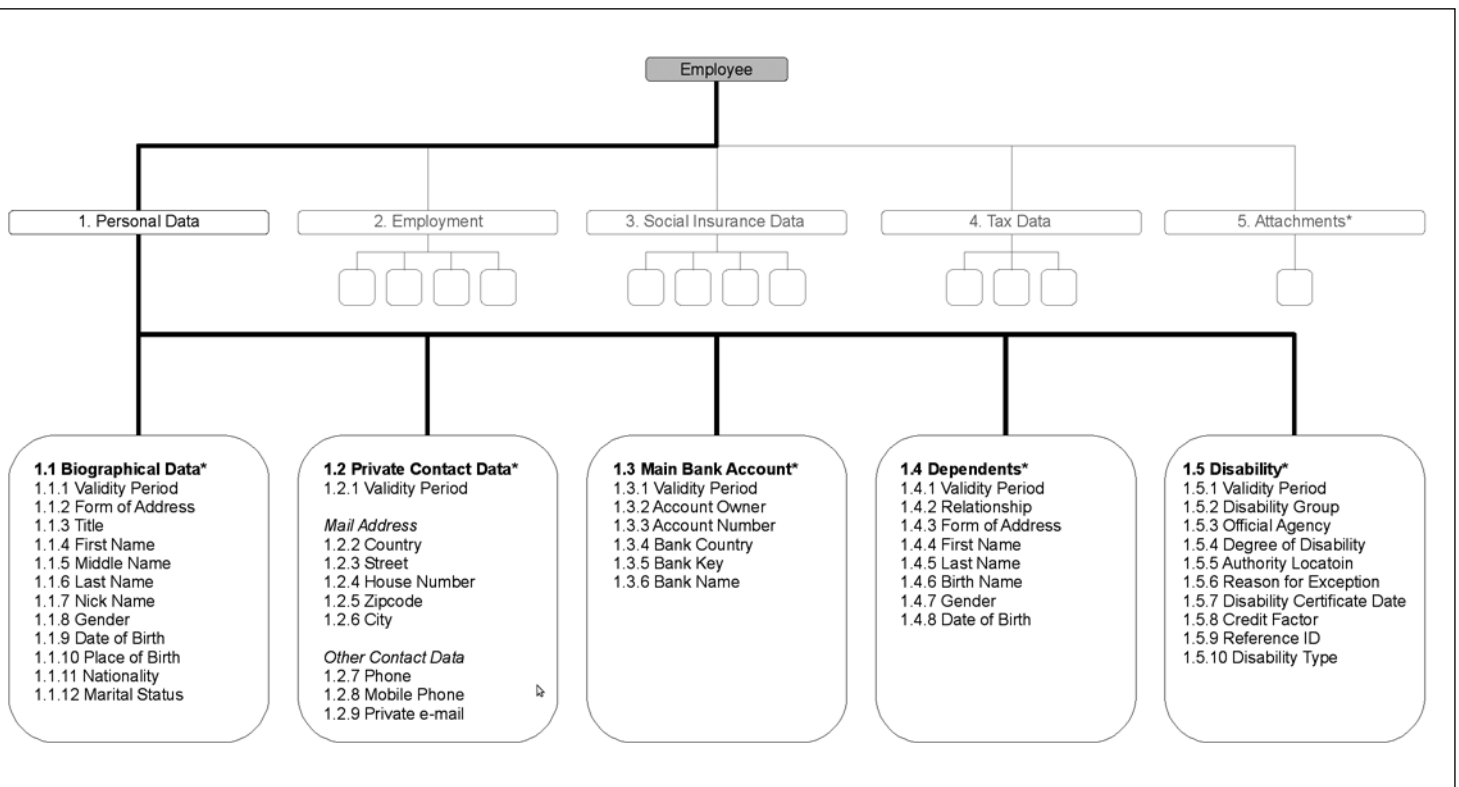 Employee
1. Personal Data
2. Employment
3. Social Insurance Data
4. Tax Data
5. Attachments*
1.1 Biographical Data*
1.1.1 Validity Period
1.1.2 Form of Address
1.1.3 Title
1.1.4 First Name
1.1.5 Middle Name
1.1.6 Last Name
1.1.7 Nick Name
1.1.8 Gender
1.1.9 Date of Birth
1.1.10 Place of Birth
1.1.11 Nationality
1.1.12 Marital Status
1.2 Private Contact Data*
1.2.1 Validity Period
Mail Address
1.2.2 Country
1.2.3 Street
1.2.4 House Number
1.2.5 Zipcode
1.2.6 City
Other Contact Data
1.2.7 Phone
1.2.8 Mobile Phone
1.2.9 Private e-mail
1.3 Main Bank Account*
1.3.1 Validity Period
1.3.2 Account Owner
1.3.3 Account Number
1.3.4 Bank Country
1.3.5 Bank Key
1.3.6 Bank Name
1.4 Dependents*
1.4.1 Validity Period
1.4.2 Relationship
1.4.3 Form of Address
1.4.4 First Name
1.4.5 Last Name
1.4.6 Birth Name
1.4.7 Gender
1.4.8 Date of Birth
1.5 Disability*
1.5.1 Validity Period
1.5.2 Disability Group
1.5.3 Official Agency
1.5.4 Degree of Disability
1.5.5 Authority Locatoin
1.5.6 Reason for Exception
1.5.7 Disability Certificate Date
1.5.8 Credit Factor
1.5.9 Reference ID
1.5.10 Disability Type